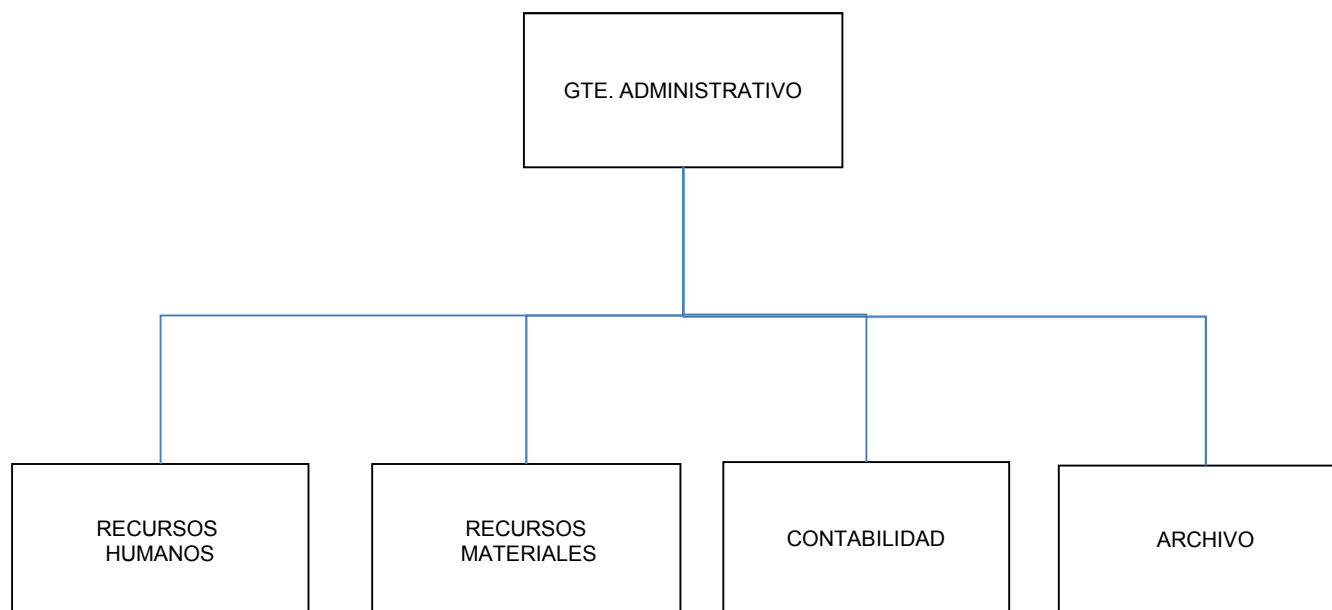 GTE. ADMINISTRATIVO
RECURSOS
HUMANOS
RECURSOS
MATERIALES
CONTABILIDAD
ARCHIVO